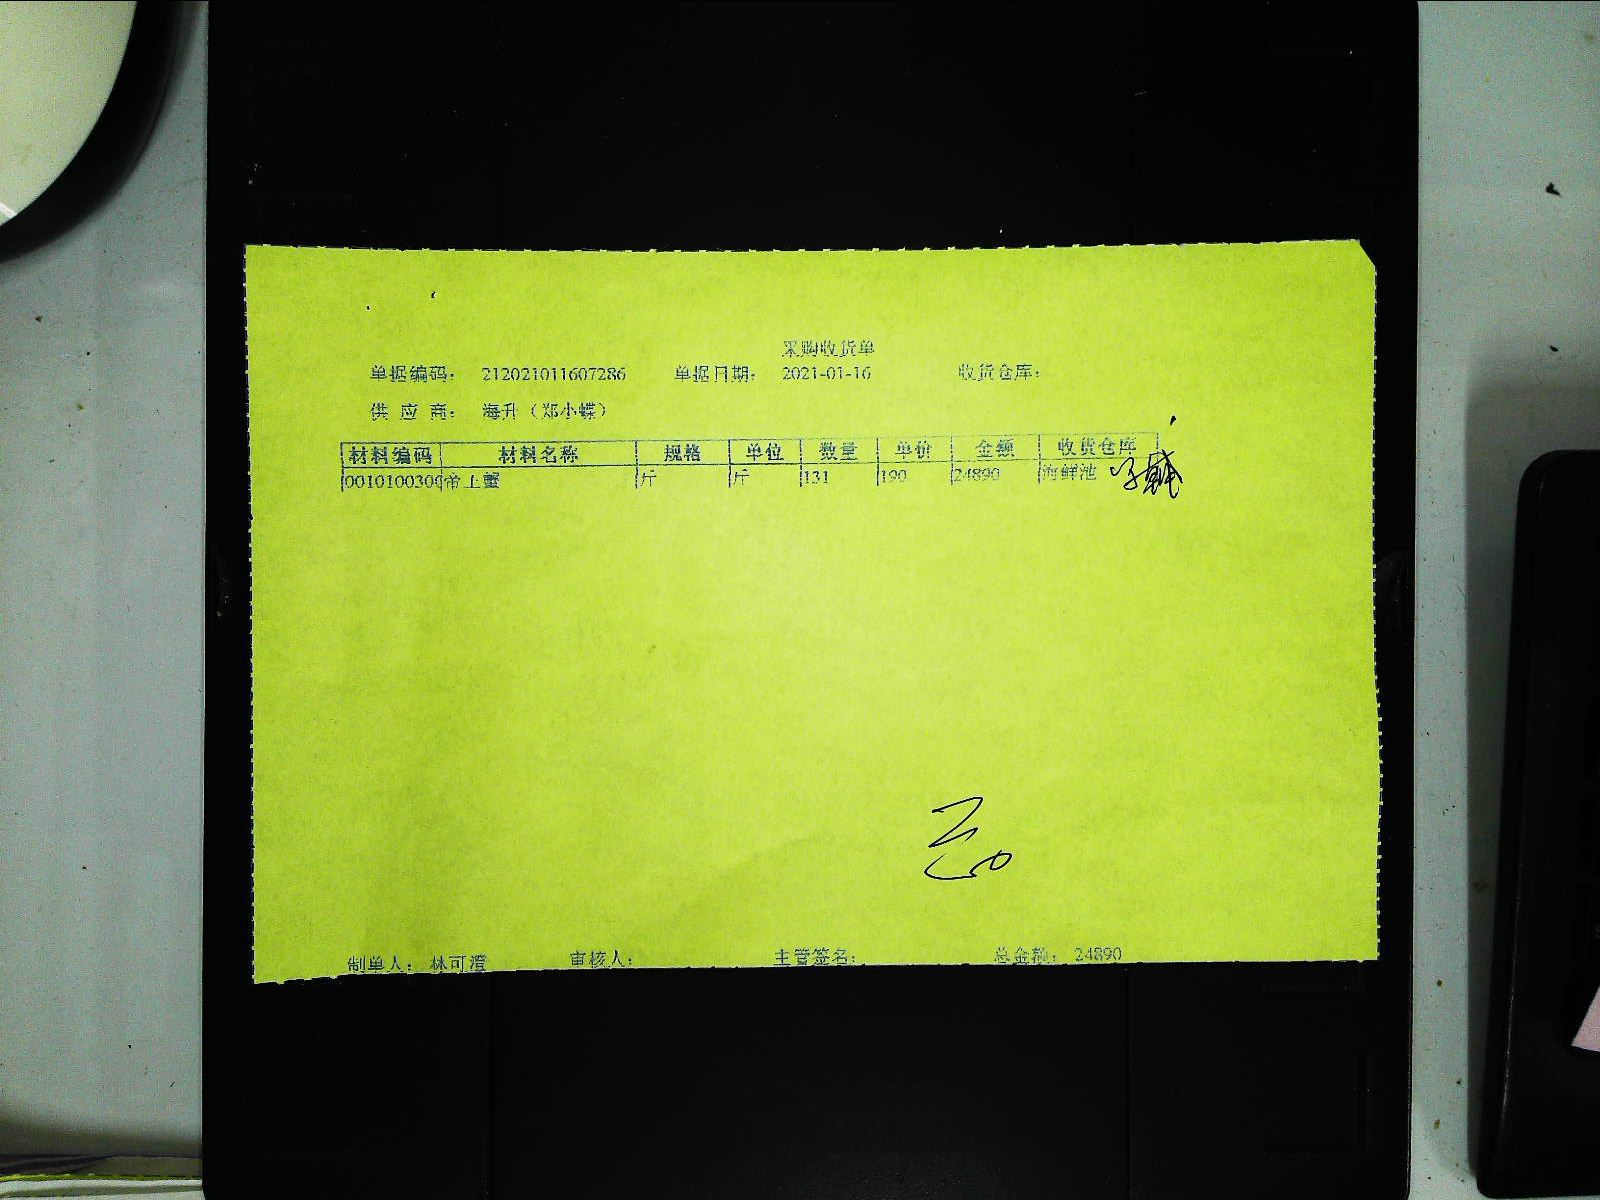 采购收货单
单据编码： 212021011607286 单据日期： 2021-01-16 收货仓库：
供 应 商： 海升（郑小蝶）
材料编码 材料名称 规格 单位 数量 单价 金额 收货仓库
0010100300 帝王蟹 斤 斤 131 190 24890 海鲜池
制单人： 林可澄 审核人： 主管签名： 总金额： 24890